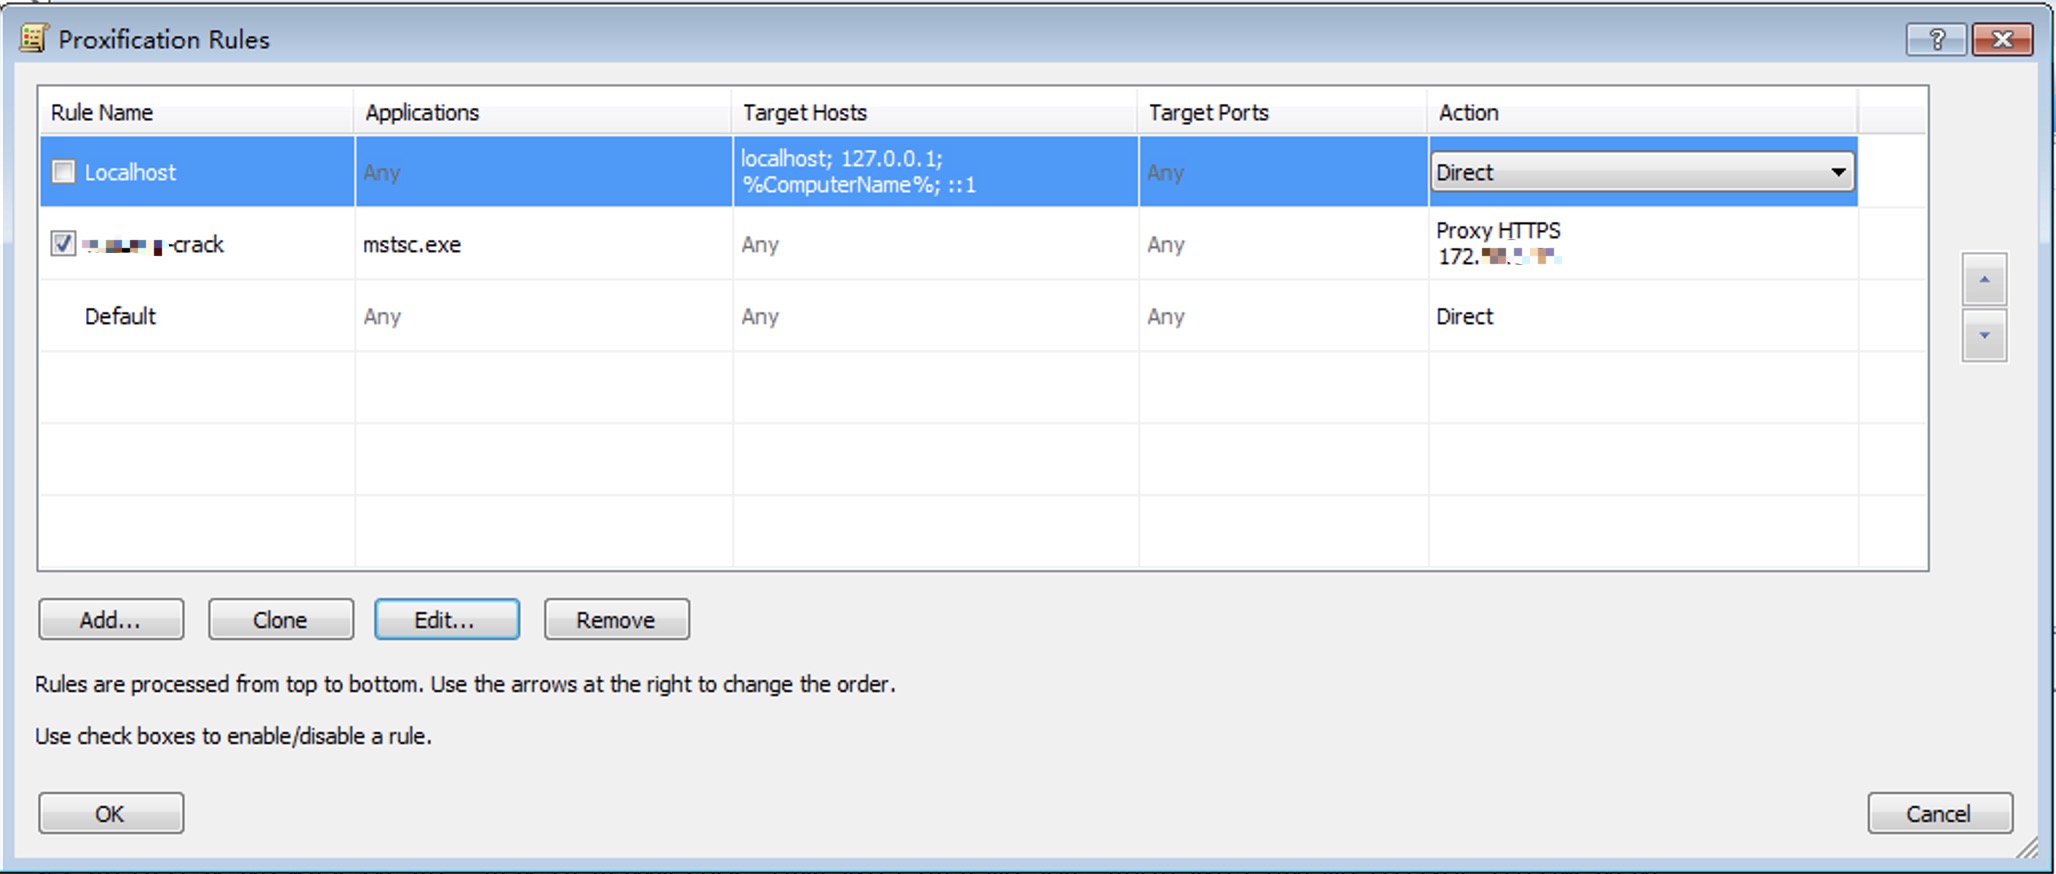 Proxification Rules
Rule Name Applications Target Hosts Target Ports Action
Localhost Any localhost; 127.0.0.1; %ComputerName%; ::1 Any Direct
-crack mstsc.exe Any Any Proxy HTTPS 172.
Default Any Any Any Direct
Add... Clone Edit... Remove
Rules are processed from top to bottom. Use the arrows at the right to change the order.
Use check boxes to enable/disable a rule.
OK Cancel